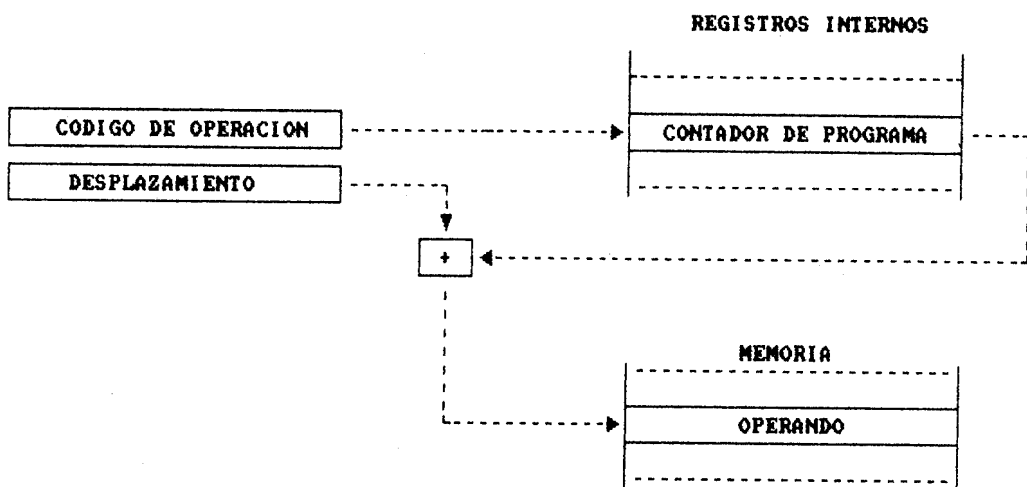 REGISTROS INTERNOS
CODIGO DE OPERACION
CONTADOR DE PROGRAMA
DESPLAZAMIENTO
+
MEMORIA
OPERANDO